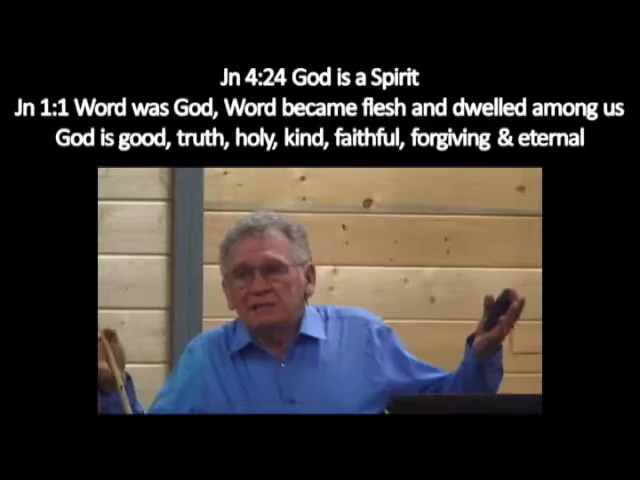 Jn 4:24 God is a Spirit
Jn 1:1 Word was God, Word became flesh and dwelled among us
God is good, truth, holy, kind, faithful, forgiving & eternal